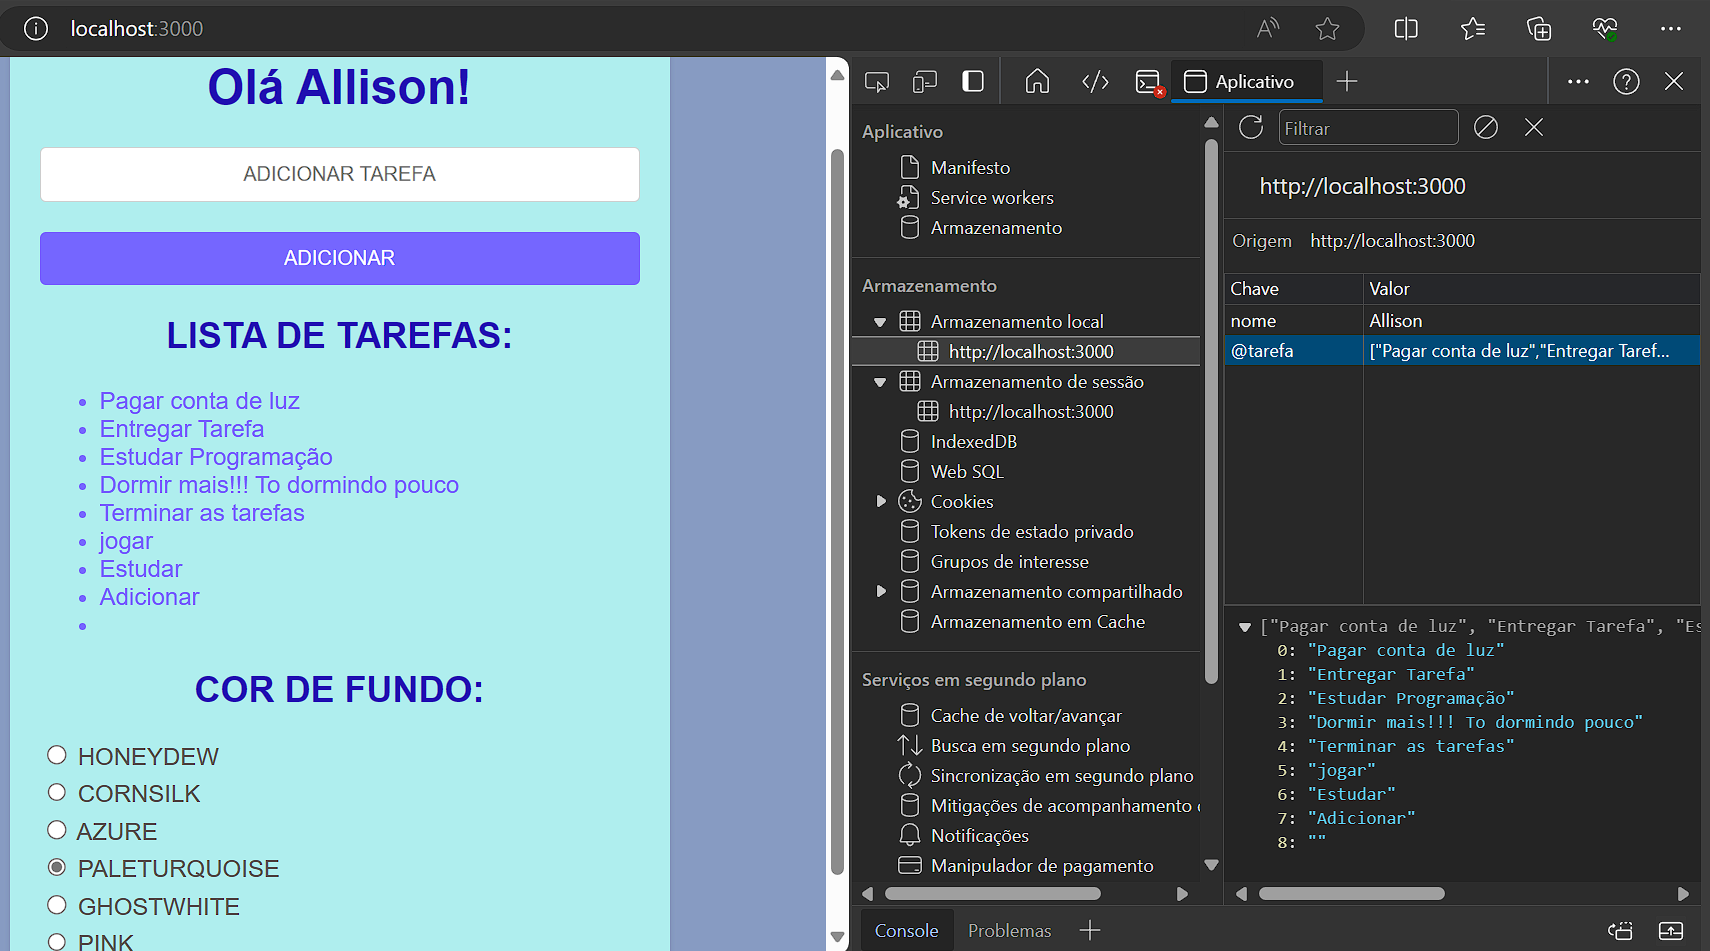 localhost:3000
Olá Allison!
ADICIONAR TAREFA
ADICIONAR
LISTA DE TAREFAS:
Pagar conta de luz
Entregar Tarefa
Estudar Programação
Dormir mais!!! To dormindo pouco
Terminar as tarefas
jogar
Estudar
Adicionar
COR DE FUNDO:
HONEYDEW
CORNSILK
AZURE
PALETURQUOISE
GHOSTWHITE
PINK
Aplicativo
Aplicativo
Manifesto
Service workers
Armazenamento
Armazenamento
Armazenamento local
http://localhost:3000
Armazenamento de sessão
http://localhost:3000
IndexedDB
Web SQL
Cookies
Tokens de estado privado
Grupos de interesse
Armazenamento compartilhado
Armazenamento em Cache
Serviços em segundo plano
Cache de voltar/avançar
Busca em segundo plano
Sincronização em segundo plano
Mitigações de acompanhamento
Notificações
Manipulador de pagamento
Filtrar
http://localhost:3000
Origem http://localhost:3000
Chave Valor
nome Allison
@tarefa ["Pagar conta de luz","Entregar Taref...
["Pagar conta de luz", "Entregar Tarefa", "Es
0: "Pagar conta de luz"
1: "Entregar Tarefa"
2: "Estudar Programação"
3: "Dormir mais!!! To dormindo pouco"
4: "Terminar as tarefas"
5: "jogar"
6: "Estudar"
7: "Adicionar"
8: ""
Console Problemas